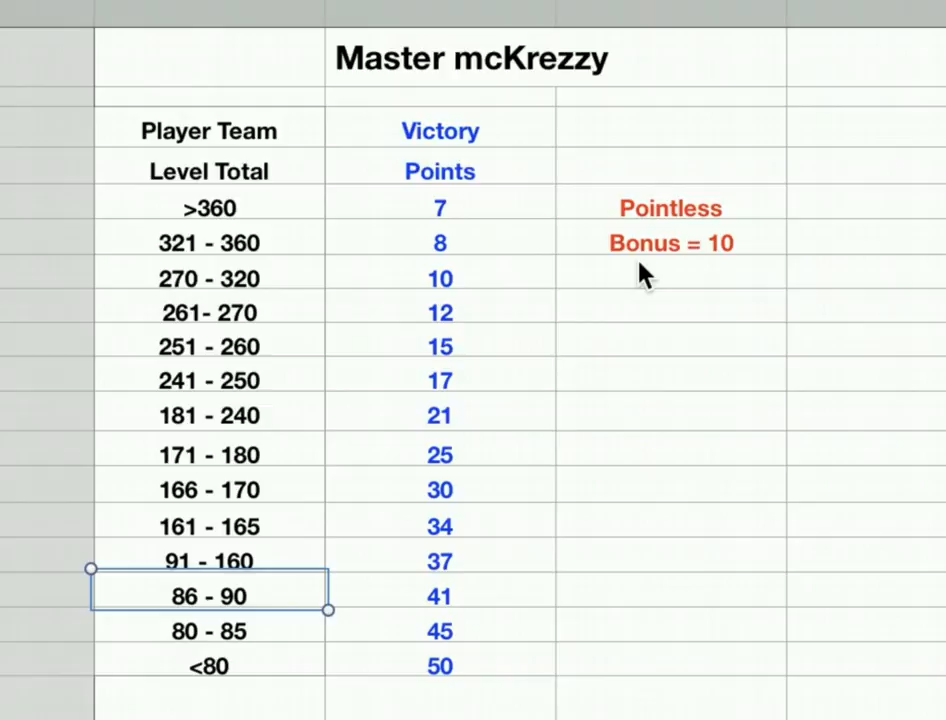 Master mcKrezzy
Player Team Victory
Level Total Points
>360 7 Pointless
321 - 360 8 Bonus = 10
270 - 320 10
261- 270 12
251 - 260 15
241 - 250 17
181 - 240 21
171 - 180 25
166 - 170 30
161 - 165 34
91 - 160 37
86 - 90 41
80 - 85 45
<80 50